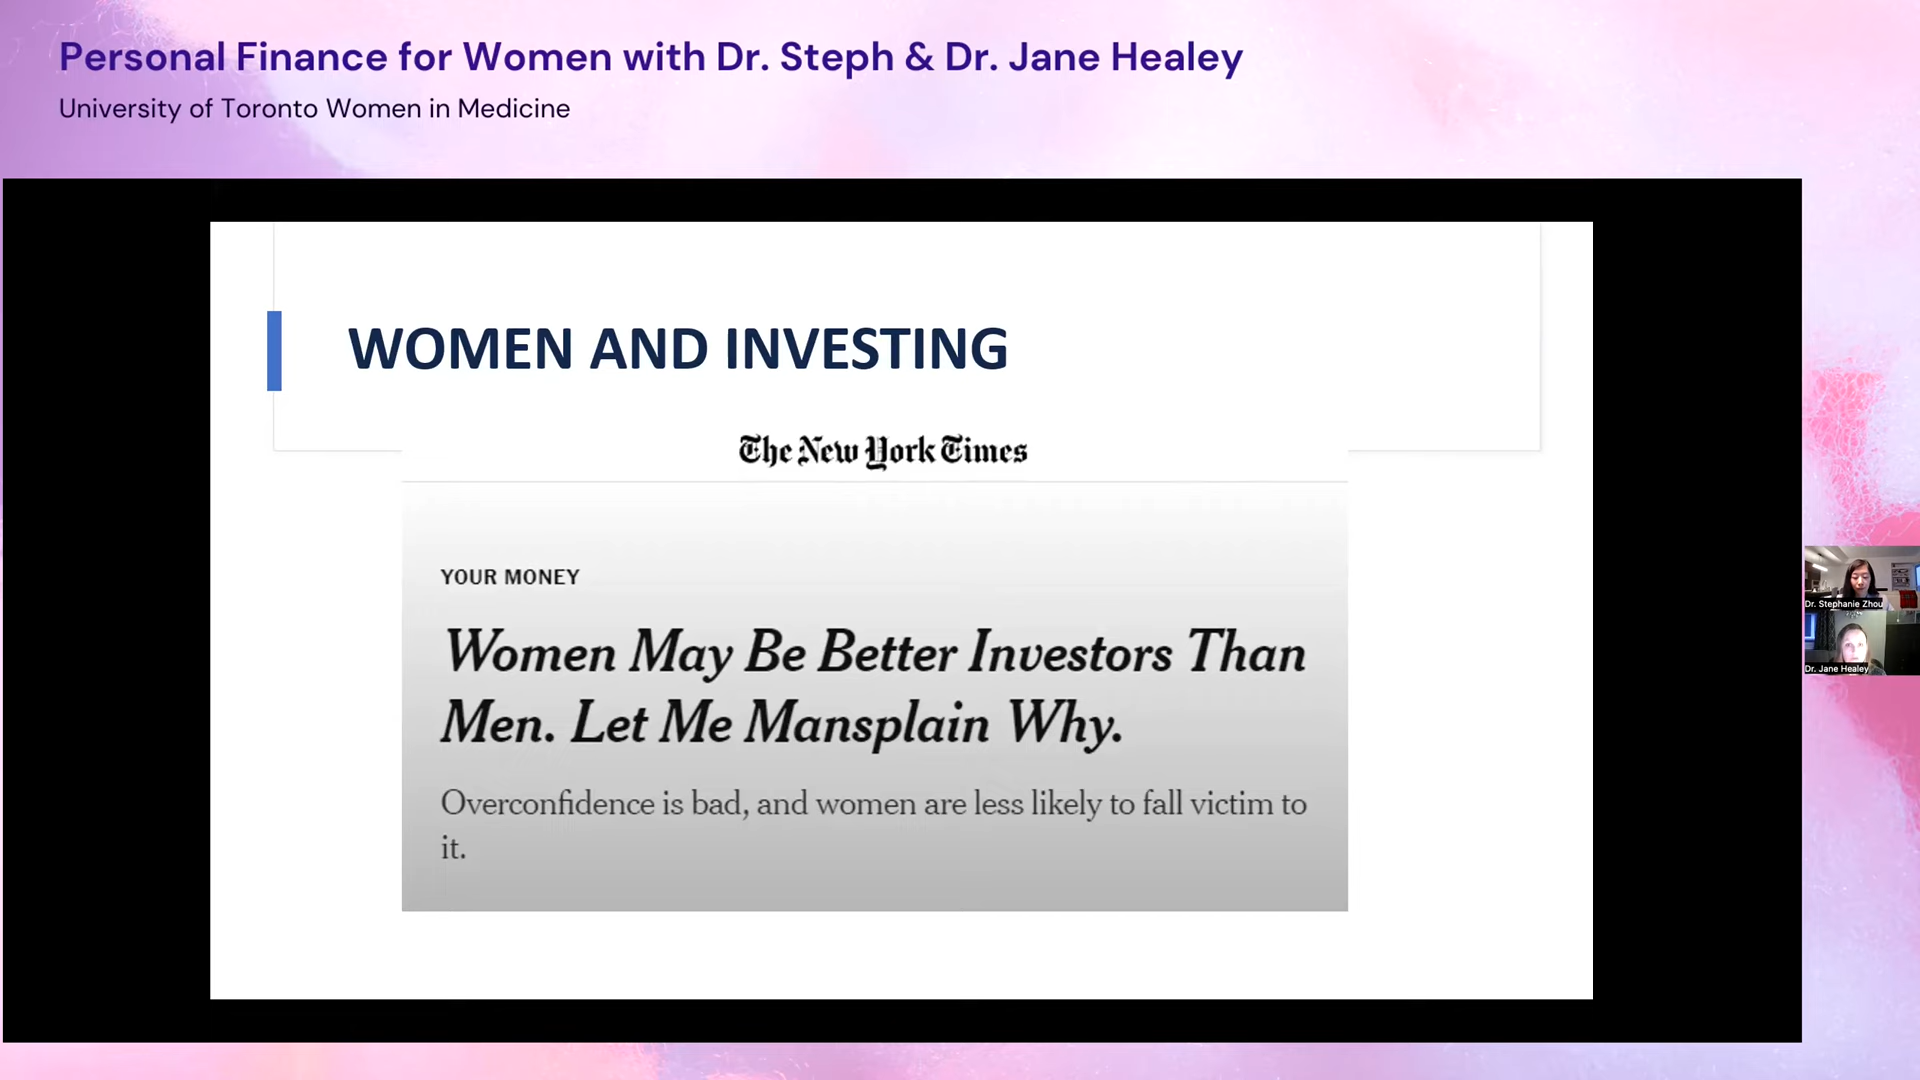 Personal Finance for Women with Dr. Steph & Dr. Jane Healey
University of Toronto Women in Medicine
WOMEN AND INVESTING
The New York Times
YOUR MONEY
Women May Be Better Investors Than
Men. Let Me Mansplain Why.
Overconfidence is bad, and women are less likely to fall victim to
it.
Dr. Stephanie Zhou
Dr. Jane Healey